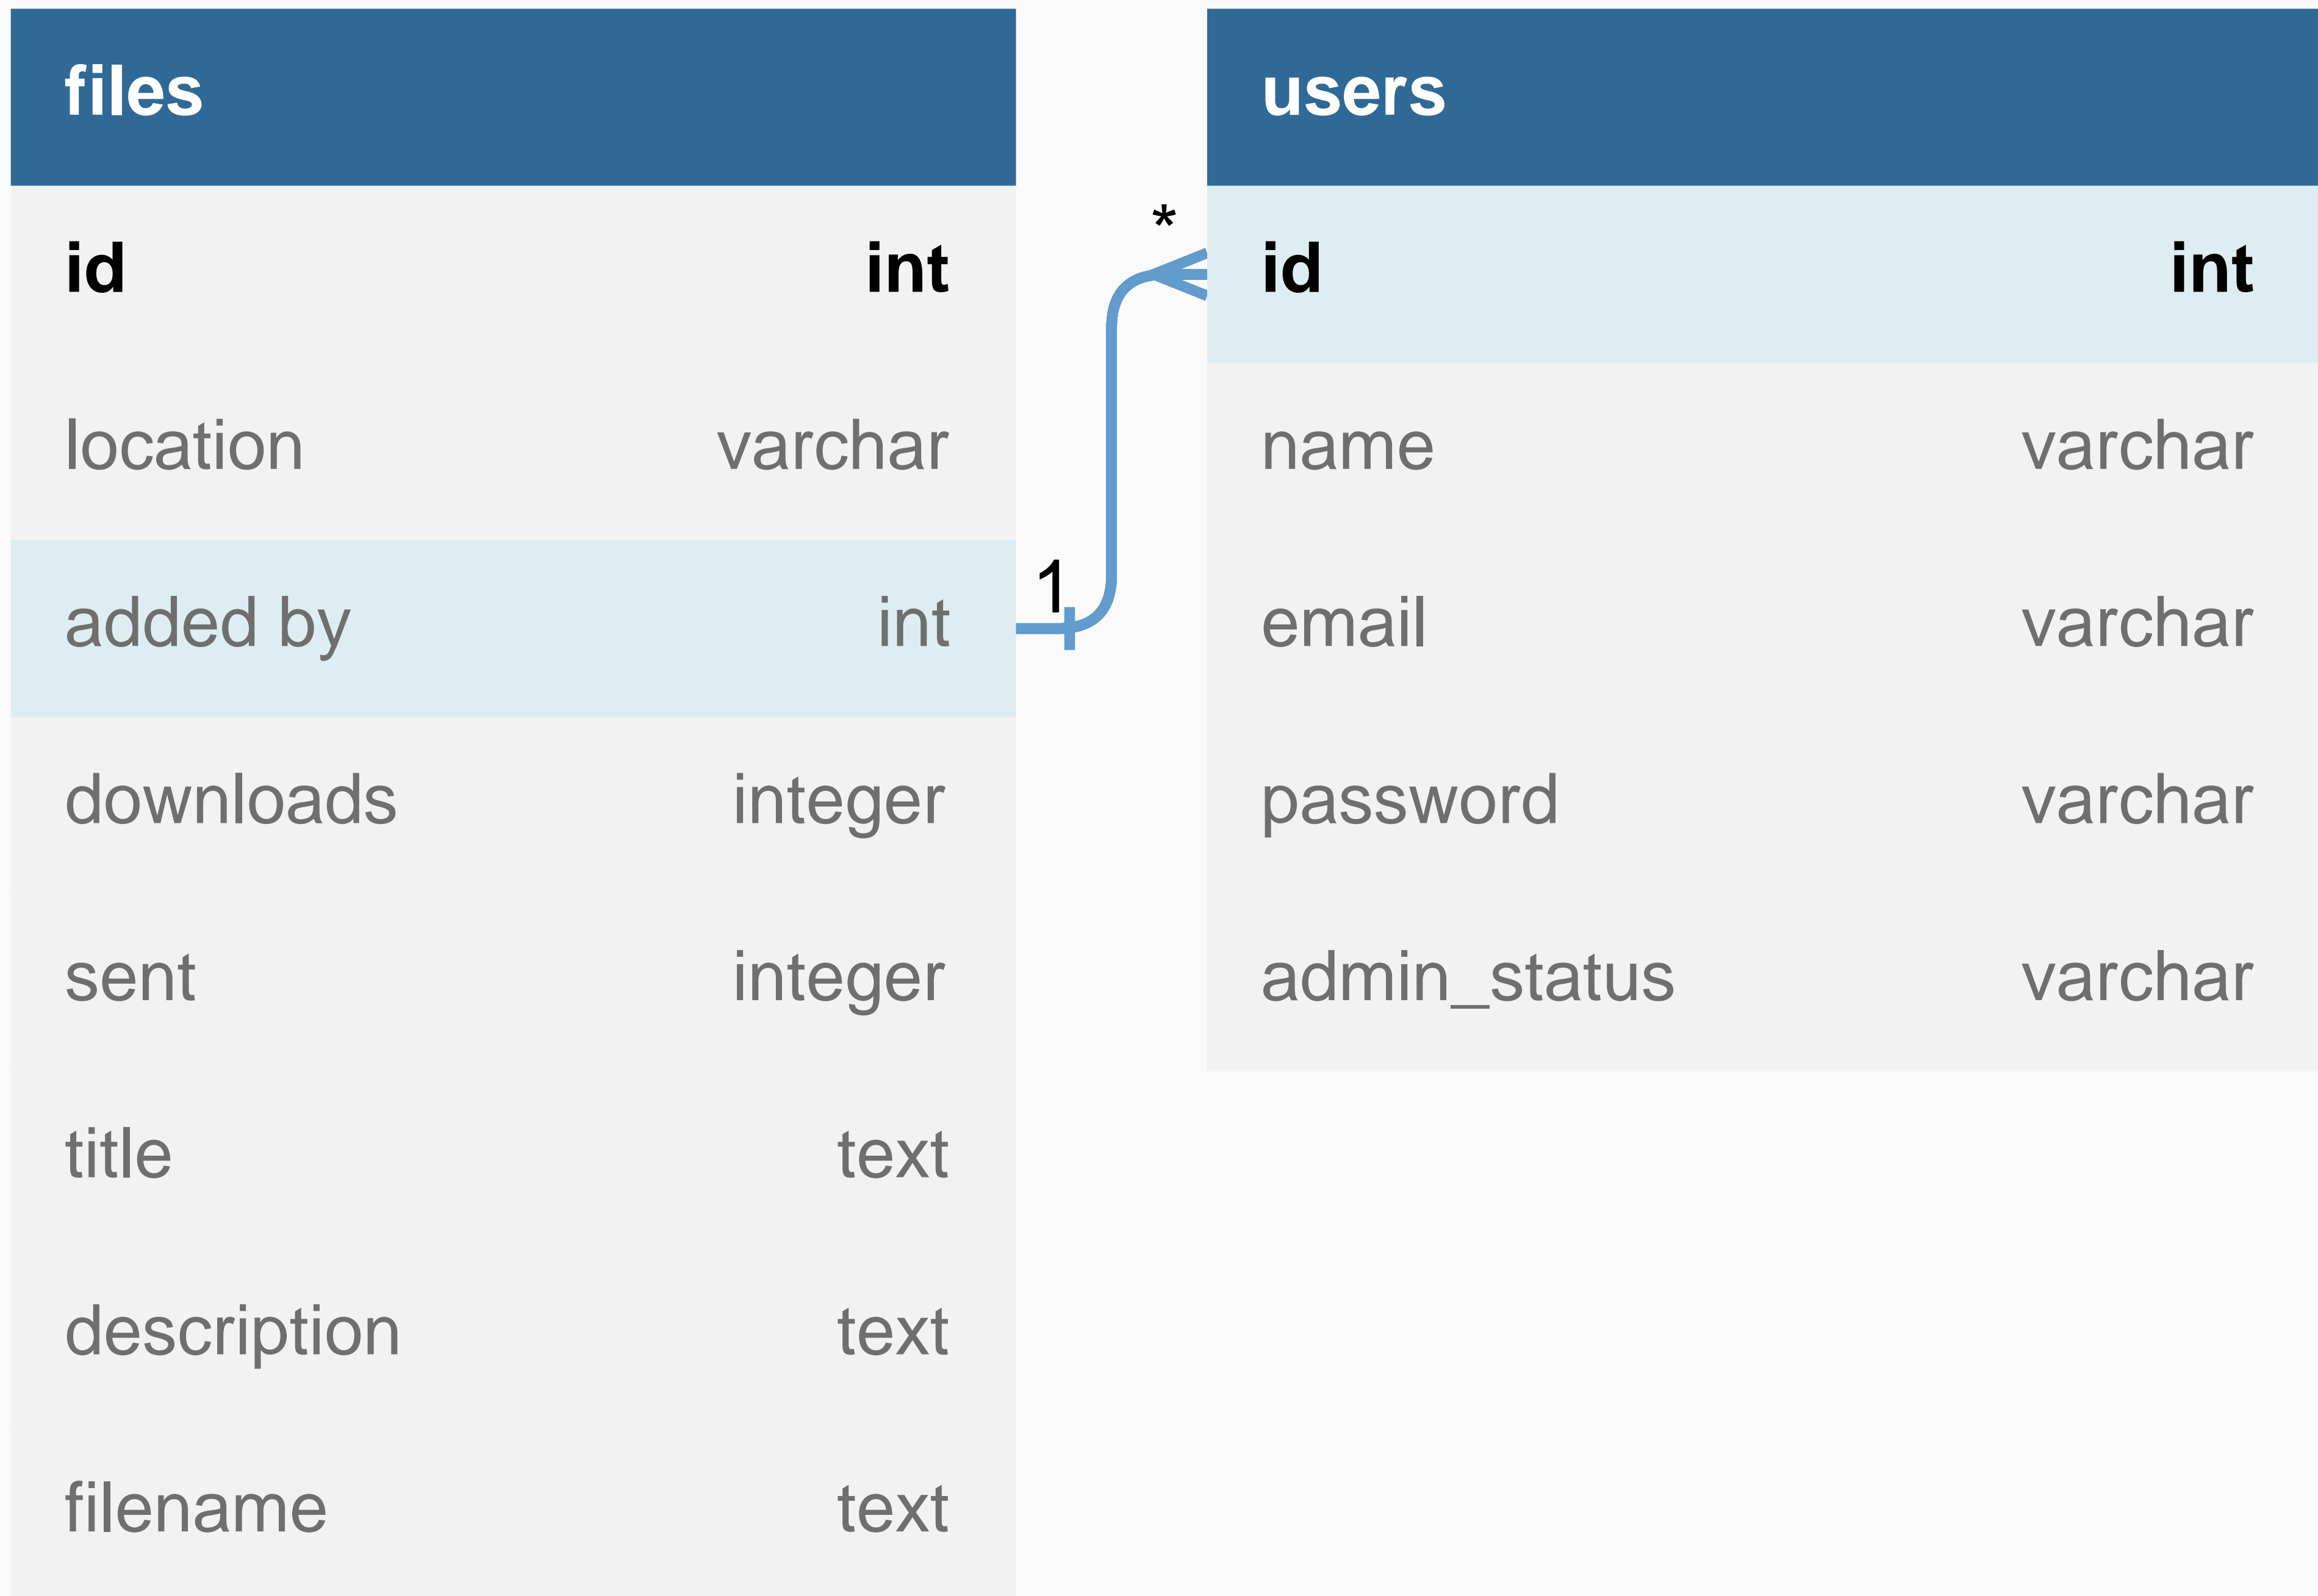 files
id int
location varchar
added by int
downloads integer
sent integer
title text
description text
filename text
1
*
users
id int
name varchar
email varchar
password varchar
admin_status varchar